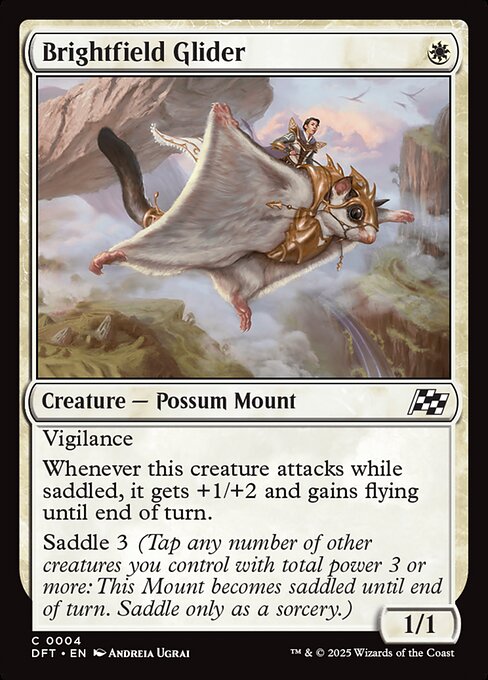 Brightfield Glider
Creature — Possum Mount
Vigilance
Whenever this creature attacks while
saddled, it gets +1/+2 and gains flying
until end of turn.
Saddle 3 (Tap any number of other
creatures you control with total power 3 or
more: This Mount becomes saddled until end
of turn. Saddle only as a sorcery.)
1/1
C 0004
DFT • EN Andreia Ugrai
™ & © 2025 Wizards of the Coast